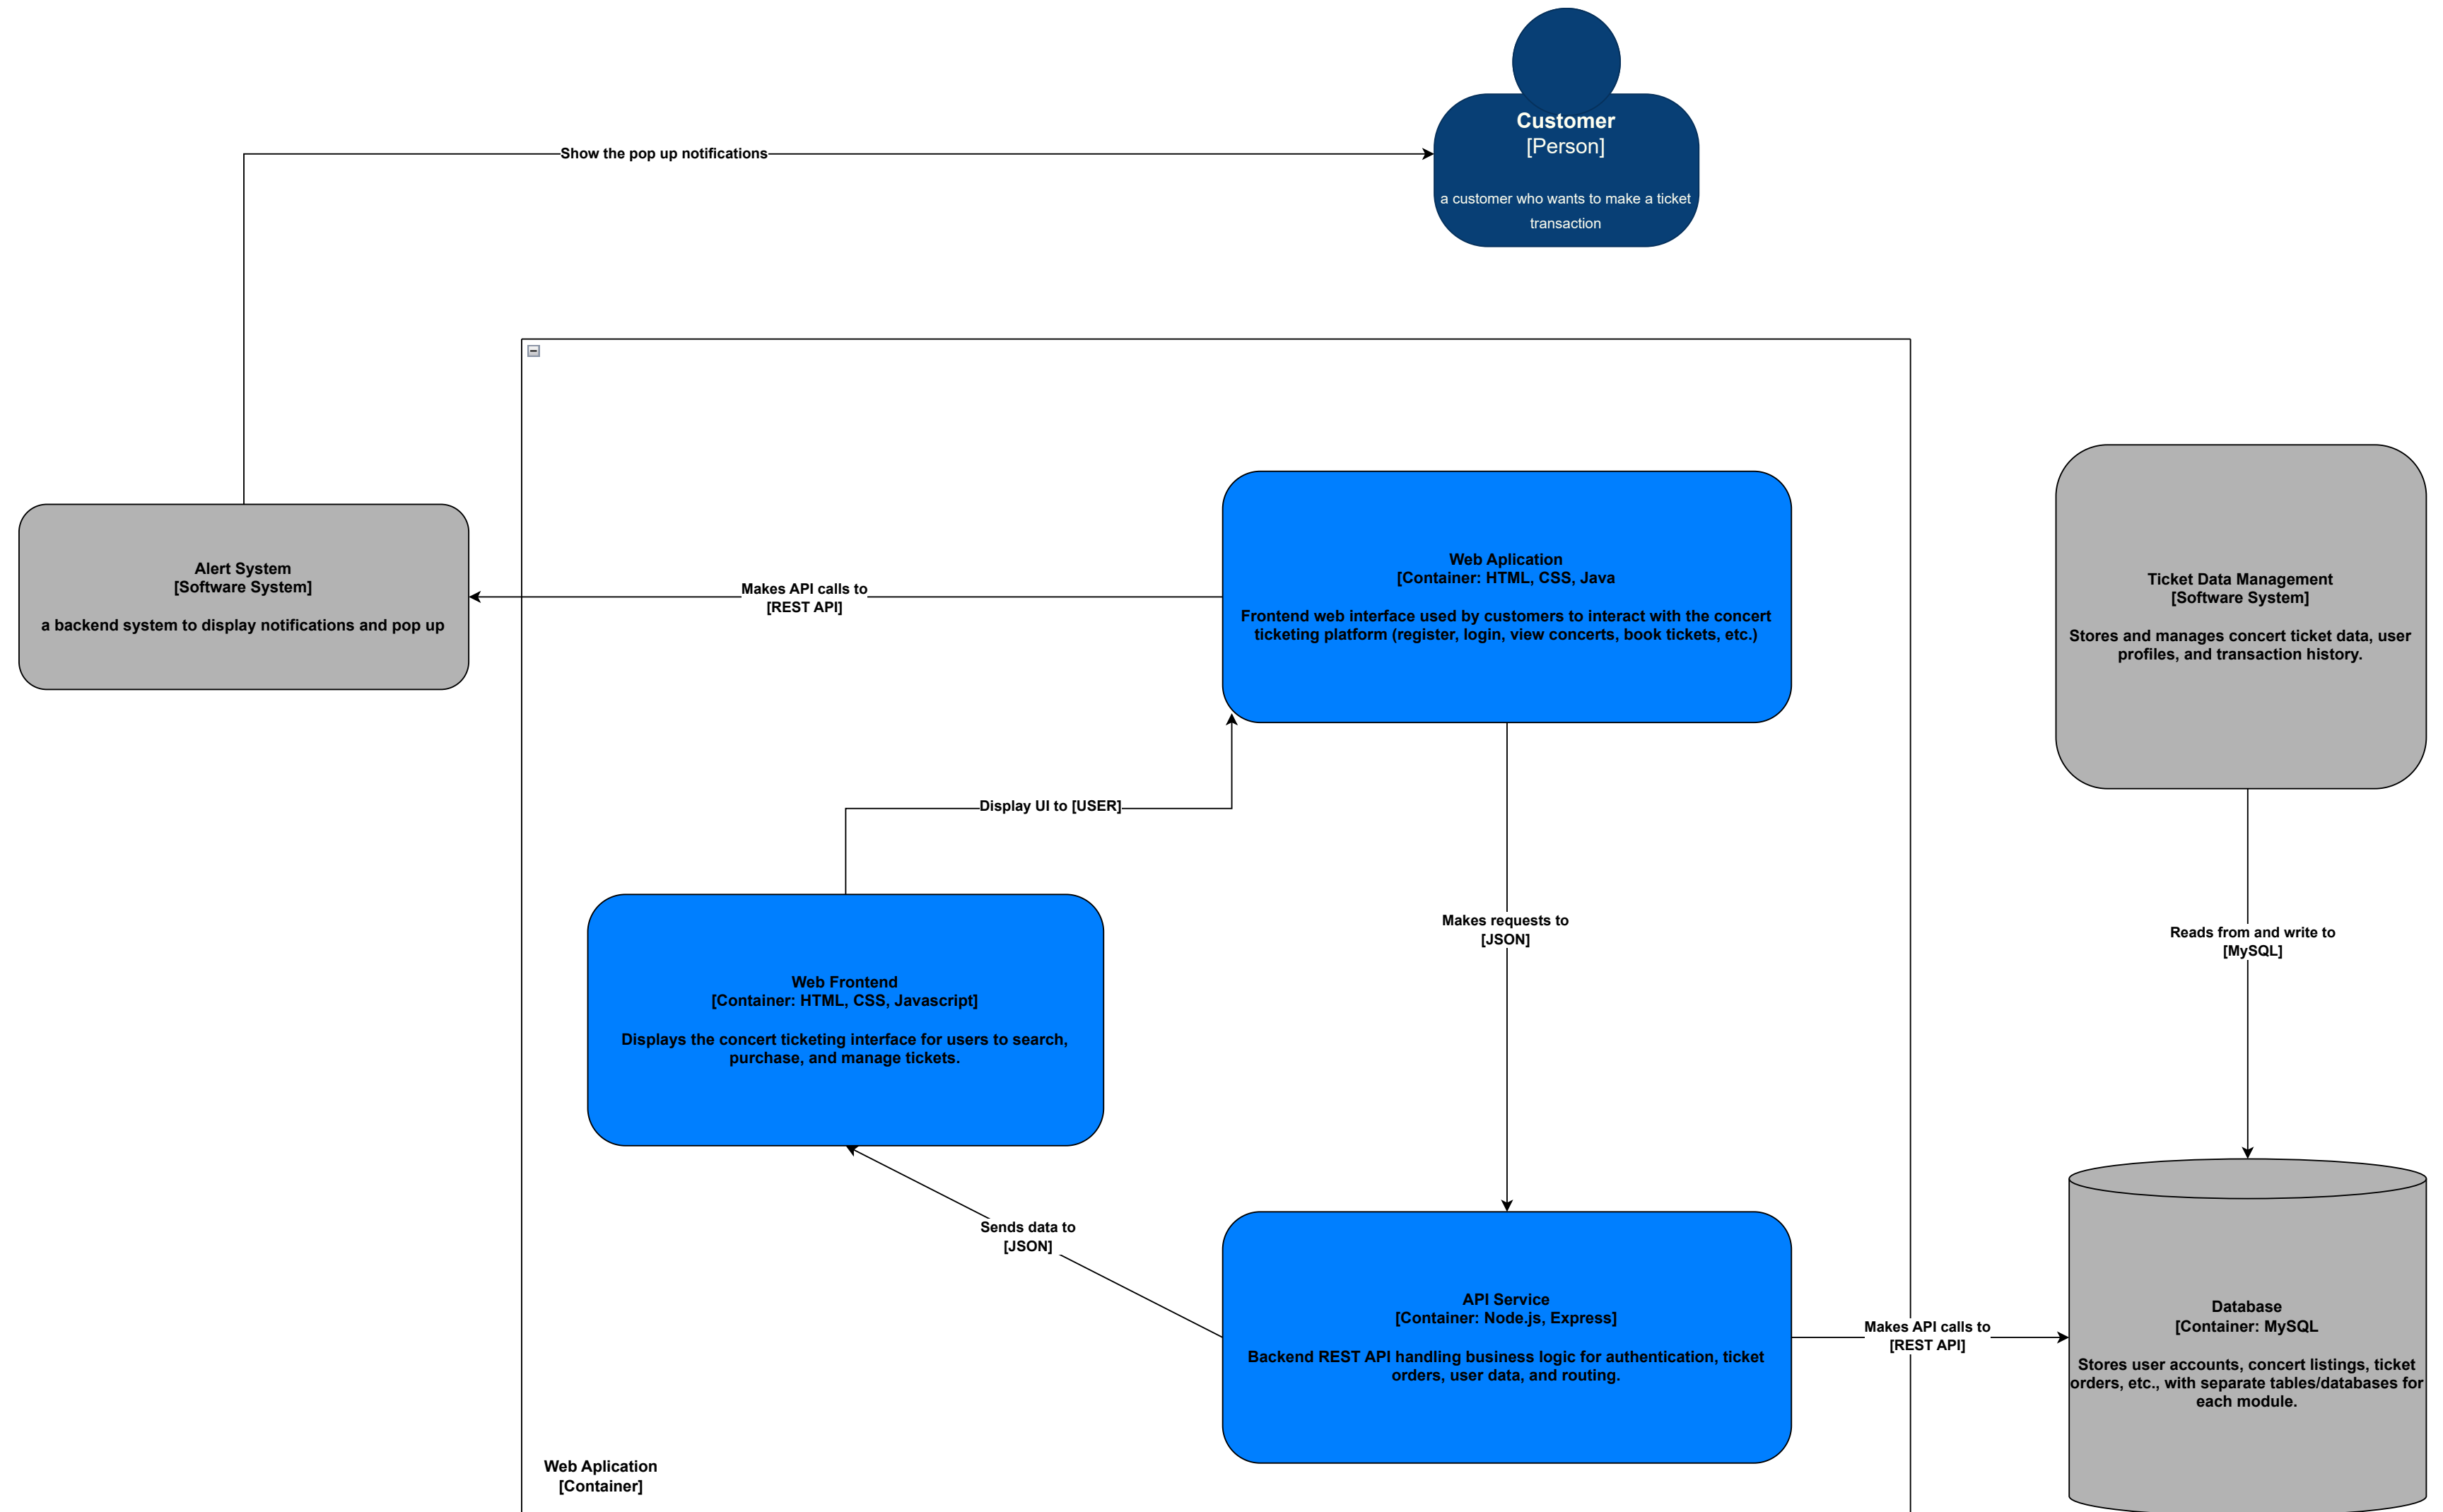 Customer
[Person]
a customer who wants to make a ticket
transaction
Show the pop up notifications
Alert System
[Software System]
a backend system to display notifications and pop up
Makes API calls to
[REST API]
Web Aplication
[Container: HTML, CSS, Java
Frontend web interface used by customers to interact with the concert
ticketing platform (register, login, view concerts, book tickets, etc.)
Ticket Data Management
[Software System]
Stores and manages concert ticket data, user
profiles, and transaction history.
Display UI to [USER]
Makes requests to
[JSON]
Reads from and write to
[MySQL]
Web Frontend
[Container: HTML, CSS, Javascript]
Displays the concert ticketing interface for users to search,
purchase, and manage tickets.
Sends data to
[JSON]
API Service
[Container: Node.js, Express]
Backend REST API handling business logic for authentication, ticket
orders, user data, and routing.
Makes API calls to
[REST API]
Database
[Container: MySQL
Stores user accounts, concert listings, ticket
orders, etc., with separate tables/databases for
each module.
Web Aplication
[Container]